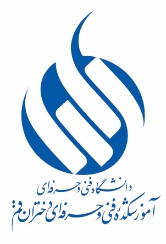 دانشگاه فنی و حرفه‌ای
آموزشکده فنی و حرفه‌ای دختران قم